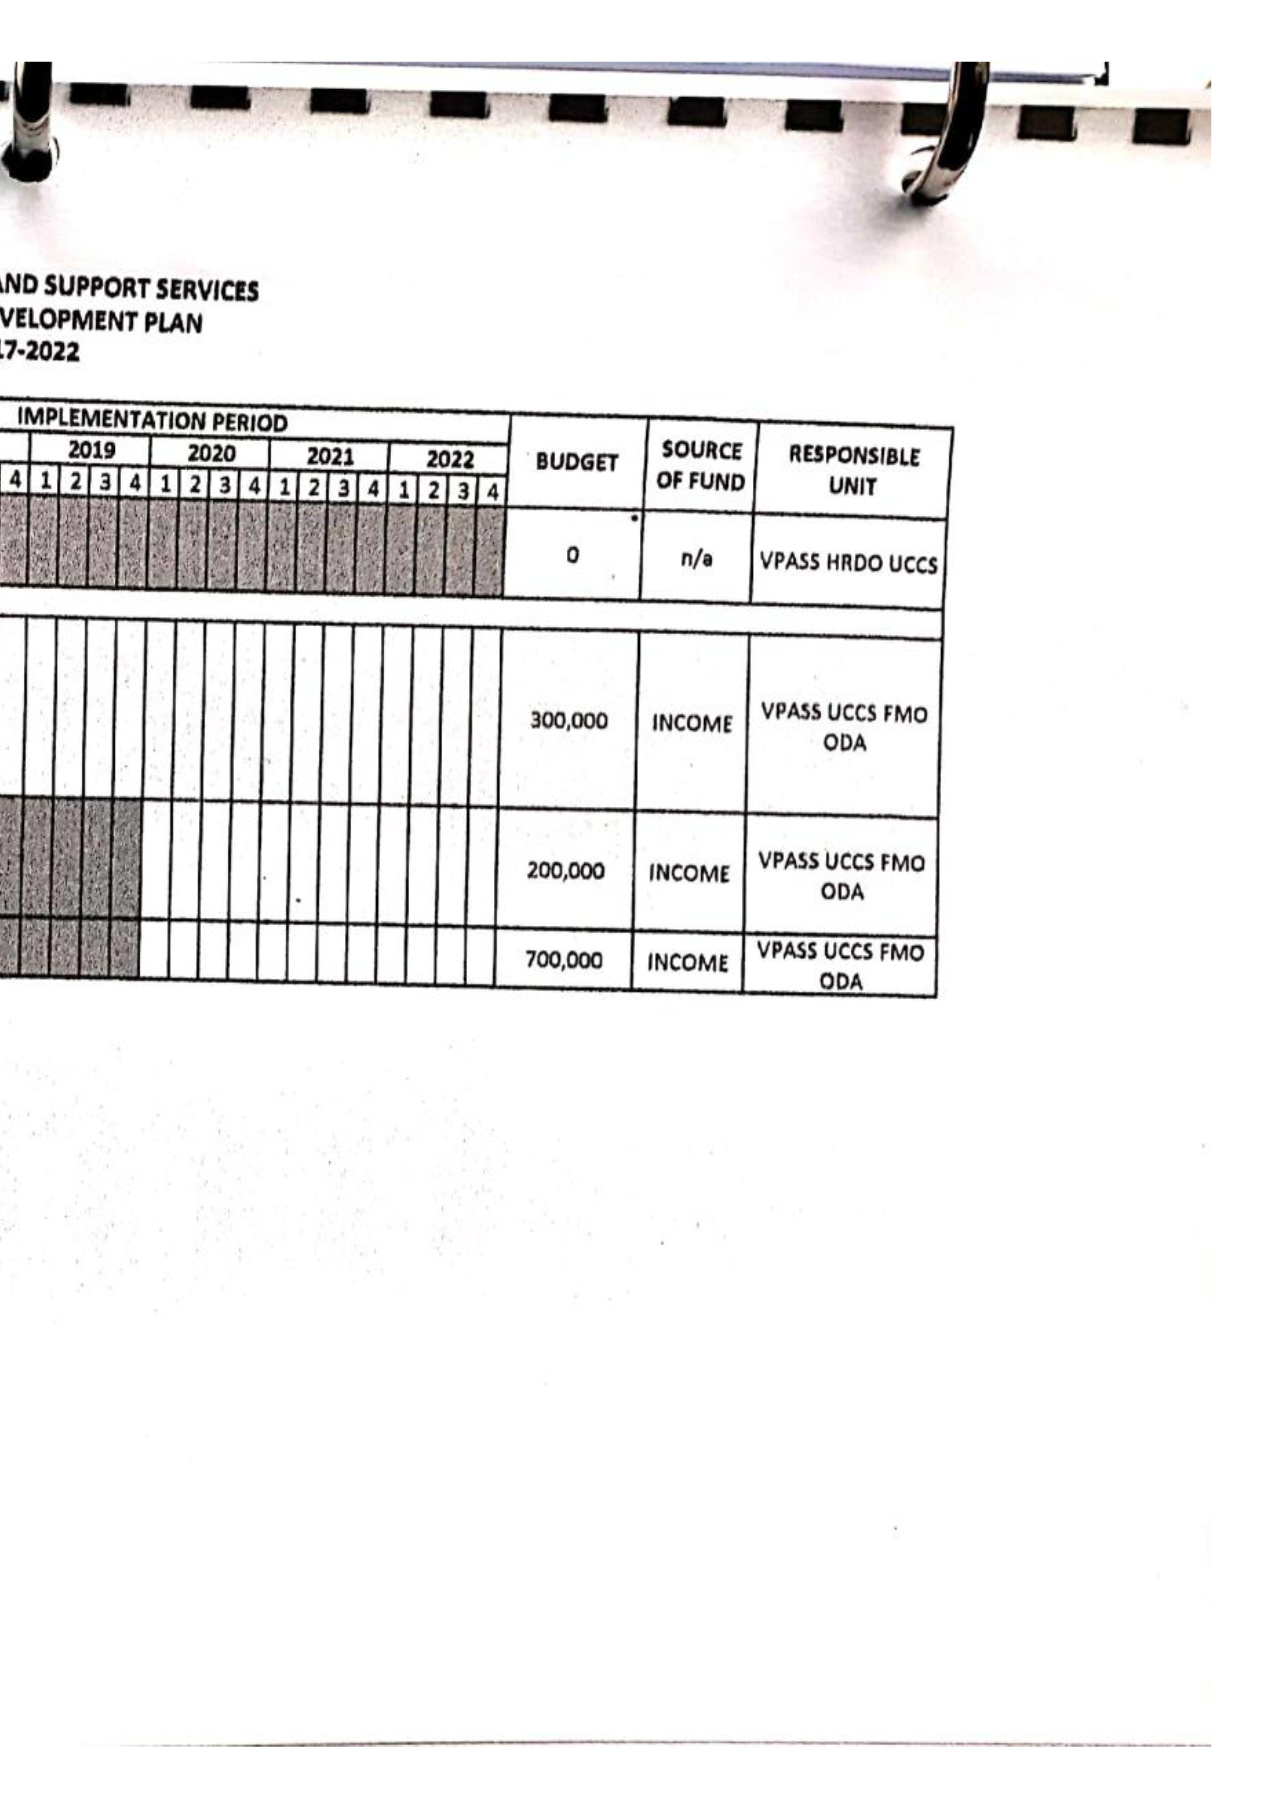 AND SUPPORT SERVICES
VELOPMENT PLAN
17-2022
IMPLEMENTATION PERIOD
BUDGET
SOURCE OF FUND
RESPONSIBLE UNIT
2019 2020 2021 2022
4 1 2 3 4 1 2 3 4 1 2 3 4 1 2 3 4
0 n/a VPASS HRDO UCCS
300,000 INCOME VPASS UCCS FMO
ODA
200,000 INCOME VPASS UCCS FMO
ODA
700,000 INCOME VPASS UCCS FMO
ODA